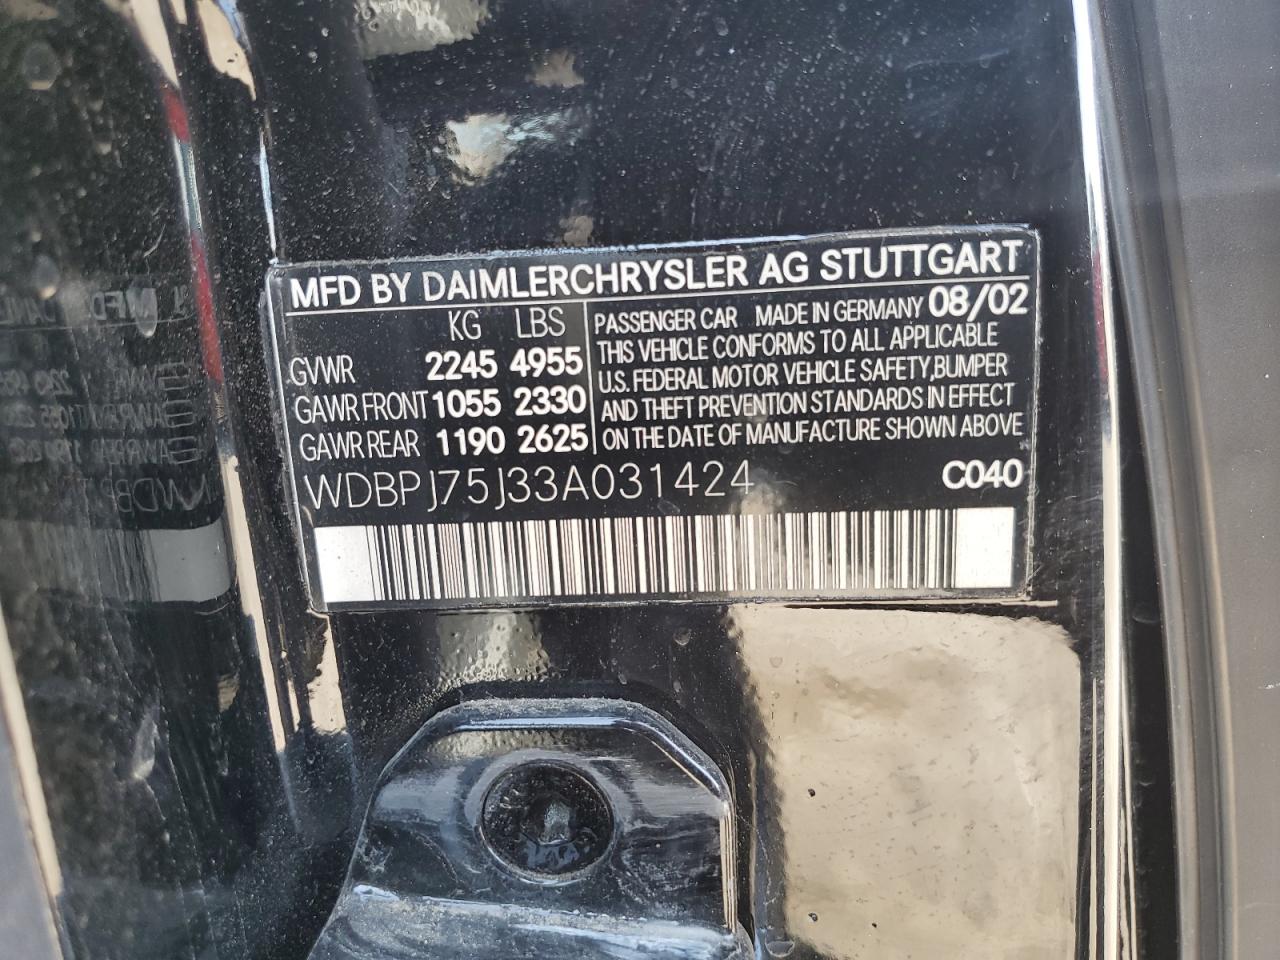 MFD BY DAIMLERCHRYSLER AG STUTTGART
KG LBS
GVWR 2245 4955
GAWR FRONT 1055 2330
GAWR REAR 1190 2625
PASSENGER CAR MADE IN GERMANY 08/02
THIS VEHICLE CONFORMS TO ALL APPLICABLE
U.S. FEDERAL MOTOR VEHICLE SAFETY,BUMPER
AND THEFT PREVENTION STANDARDS IN EFFECT
ON THE DATE OF MANUFACTURE SHOWN ABOVE
WDBPJ75J33A031424 C040